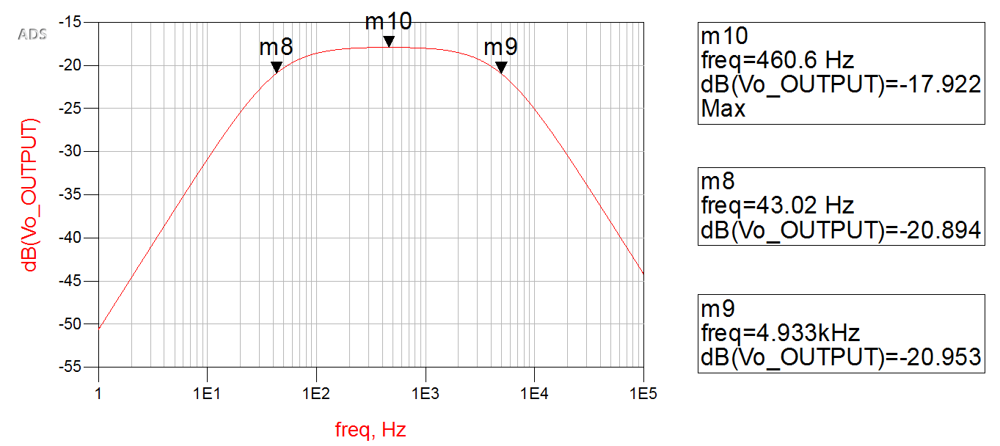 ADS
m10
m8
m9
-15
-20
-25
-30
-35
-40
-45
-50
-55
dB(Vo_OUTPUT)
1
1E1
1E2
1E3
1E4
1E5
freq, Hz
m10
freq=460.6 Hz
dB(Vo_OUTPUT)=-17.922
Max
m8
freq=43.02 Hz
dB(Vo_OUTPUT)=-20.894
m9
freq=4.933kHz
dB(Vo_OUTPUT)=-20.953